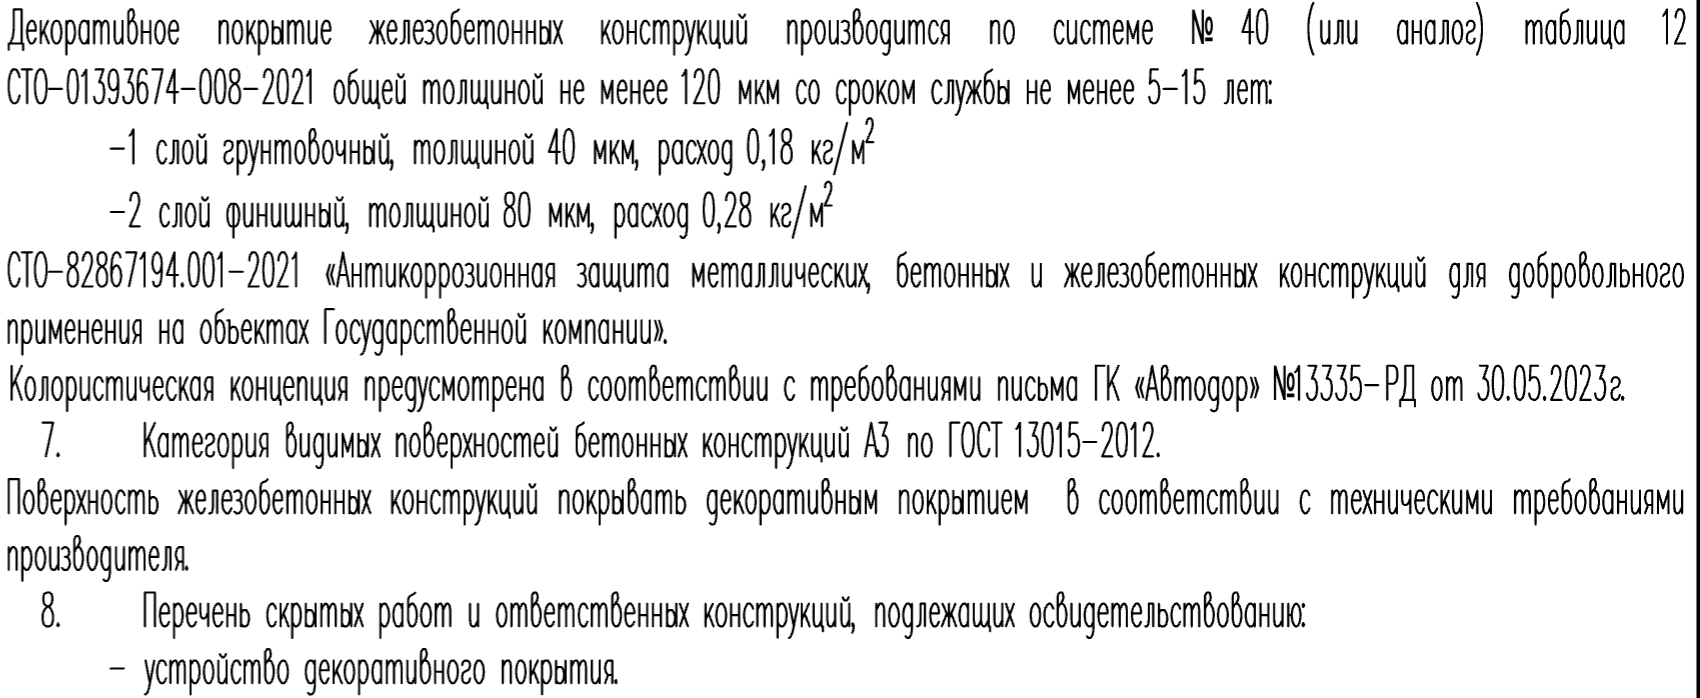 Декоративное покрытие железобетонных конструкций производится по системе № 40 (или аналог) таблица 12
СТО-01393674-008-2021 общей толщиной не менее 120 мкм со сроком службы не менее 5-15 лет:
-1 слой грунтовочный, толщиной 40 мкм, расход 0,18 кг/м²
-2 слой финишный, толщиной 80 мкм, расход 0,28 кг/м²
СТО-82867194.001-2021 «Антикоррозионная защита металлических, бетонных и железобетонных конструкций для добровольного
применения на объектах Государственной компании».
Колористическая концепция предусмотрена в соответствии с требованиями письма ГК «Автодор» №13335-РД от 30.05.2023г.
7. Категория видимых поверхностей бетонных конструкций А3 по ГОСТ 13015-2012.
Поверхность железобетонных конструкций покрывать декоративным покрытием в соответствии с техническими требованиями
производителя.
8. Перечень скрытых работ и ответственных конструкций, подлежащих освидетельствованию:
- устройство декоративного покрытия.